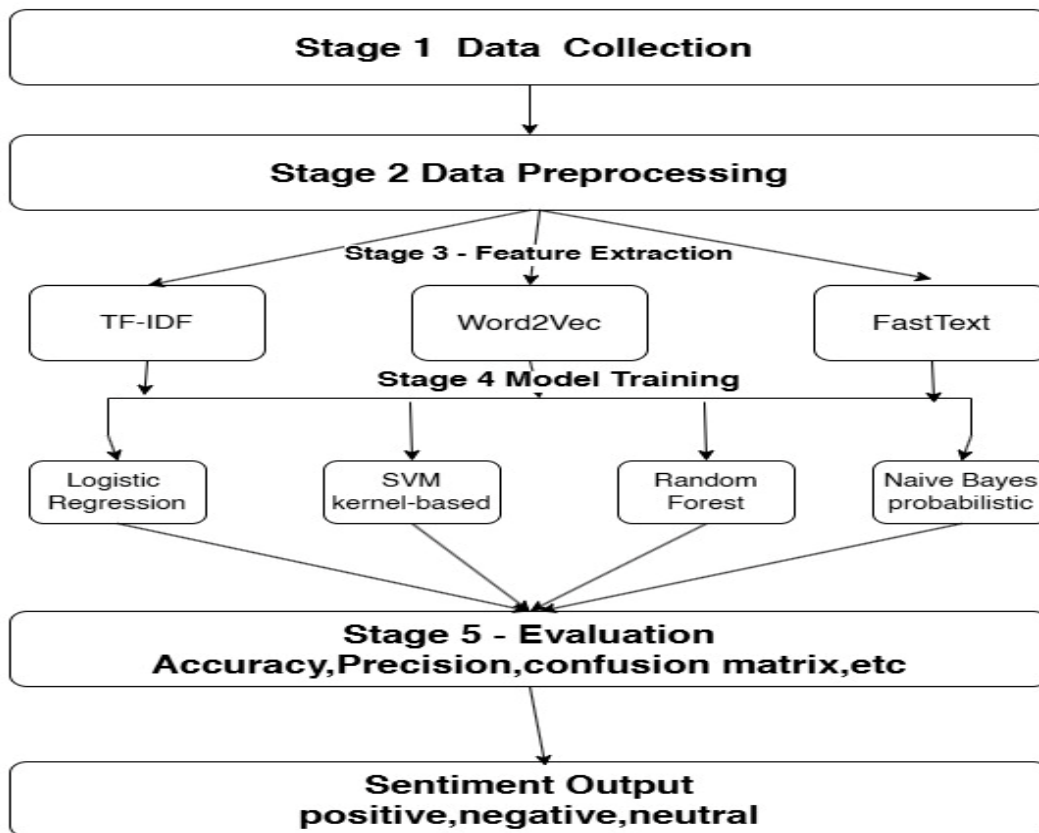 Stage 1 Data Collection
Stage 2 Data Preprocessing
Stage 3 - Feature Extraction
TF-IDF
Word2Vec
FastText
Stage 4 Model Training
Logistic
Regression
SVM
kernel-based
Random
Forest
Naive Bayes
probabilistic
Stage 5 - Evaluation
Accuracy,Precision,confusion matrix,etc
Sentiment Output
positive,negative,neutral